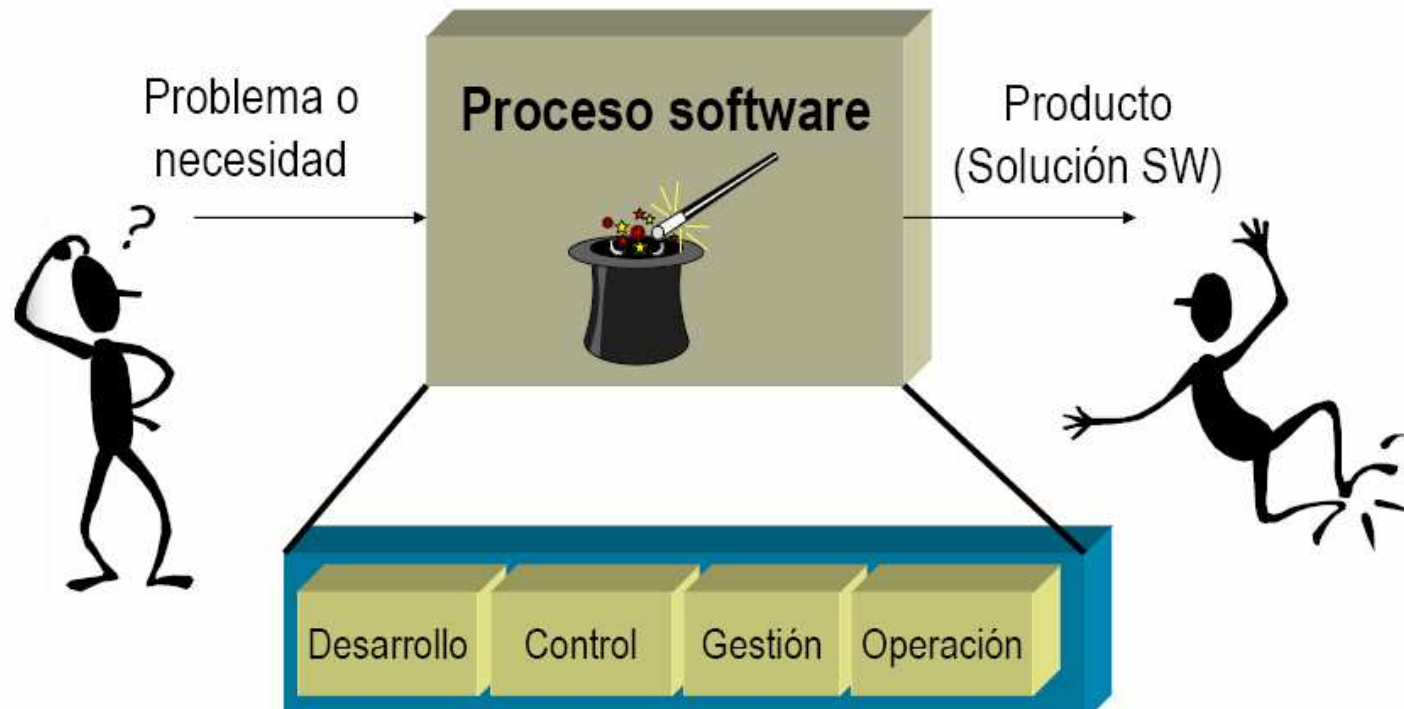 Problema o
necesidad
?
Proceso software
Producto
(Solución SW)
Desarrollo
Control
Gestión
Operación